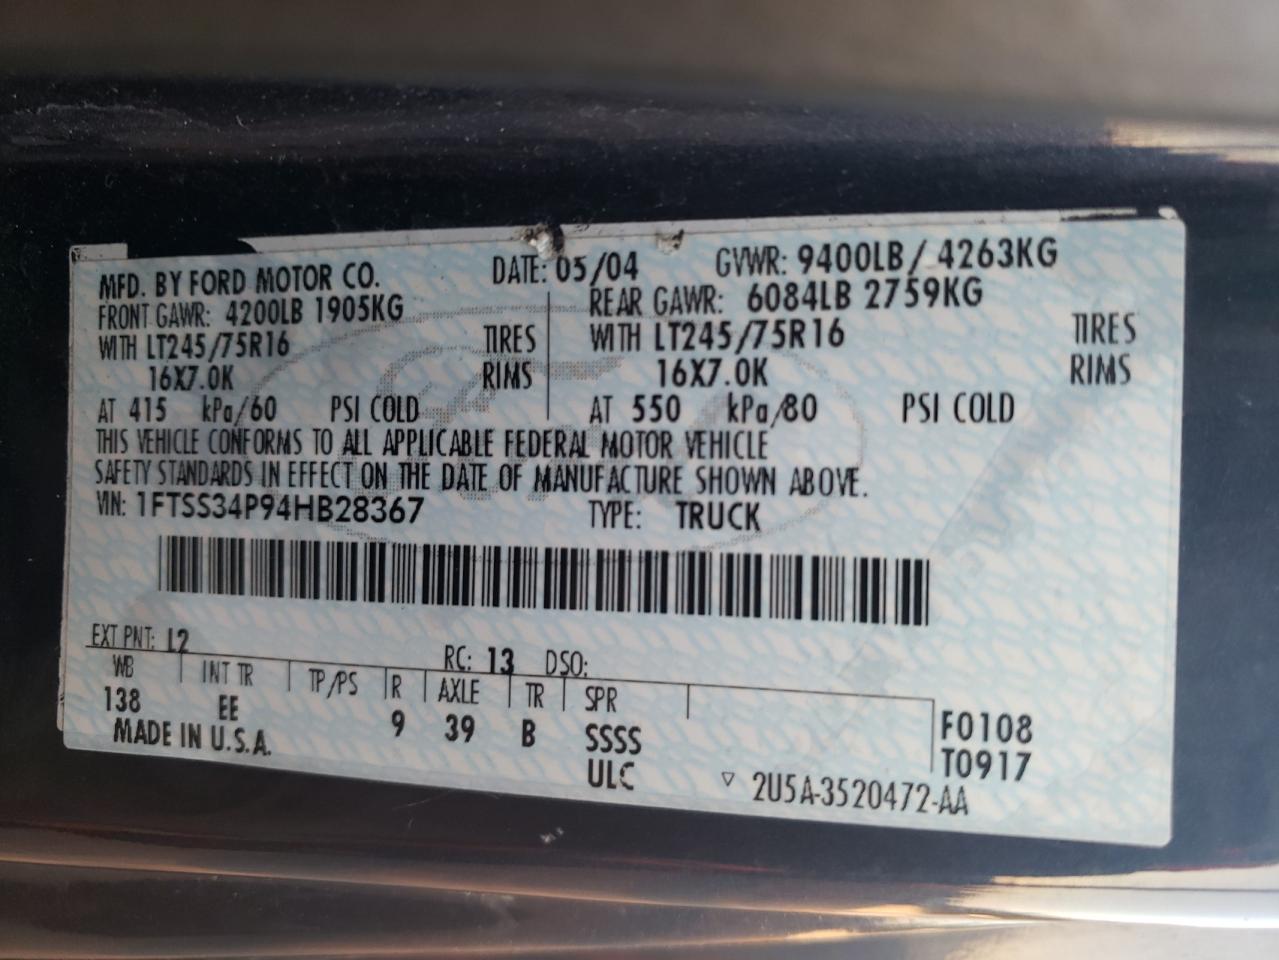 MFD. BY FORD MOTOR CO. DATE: 05/04 GVWR: 9400LB / 4263KG
FRONT GAWR: 4200LB 1905KG REAR GAWR: 6084LB 2759KG
WITH LT245/75R16 TIRES WITH LT245/75R16 TIRES
16X7.0K RIMS 16X7.0K RIMS
AT 415 kPa/60 PSI COLD AT 550 kPa/80 PSI COLD
THIS VEHICLE CONFORMS TO ALL APPLICABLE FEDERAL MOTOR VEHICLE
SAFETY STANDARDS IN EFFECT ON THE DATE OF MANUFACTURE SHOWN ABOVE.
VIN: 1FTSS34P94HB28367 TYPE: TRUCK
EXT PNT: L2 RC: 13 DSO:
WB INT TR TP/PS R AXLE TR SPR
138 EE 9 39 B SSSS F0108
MADE IN U.S.A. ULC T0917
▽ 2U5A-3520472-AA